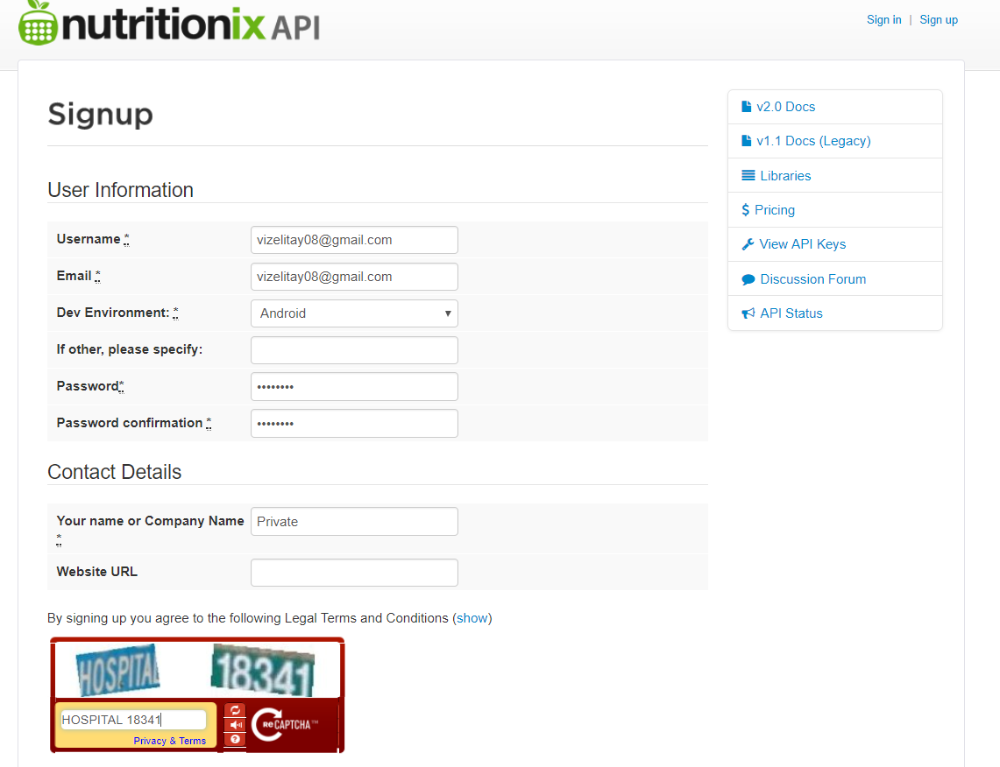 nutritionix API
Sign in | Sign up
Signup
User Information
Username *
vizelitay08@gmail.com
Email *
vizelitay08@gmail.com
Dev Environment: *
Android
If other, please specify:
Password*
••••••••
Password confirmation *
••••••••
Contact Details
Your name or Company Name
*
Private
Website URL
By signing up you agree to the following Legal Terms and Conditions (show)
HOSPITAL 18341
HOSPITAL 18341
Privacy & Terms
reCAPTCHA™
v2.0 Docs
v1.1 Docs (Legacy)
Libraries
$ Pricing
View API Keys
Discussion Forum
API Status